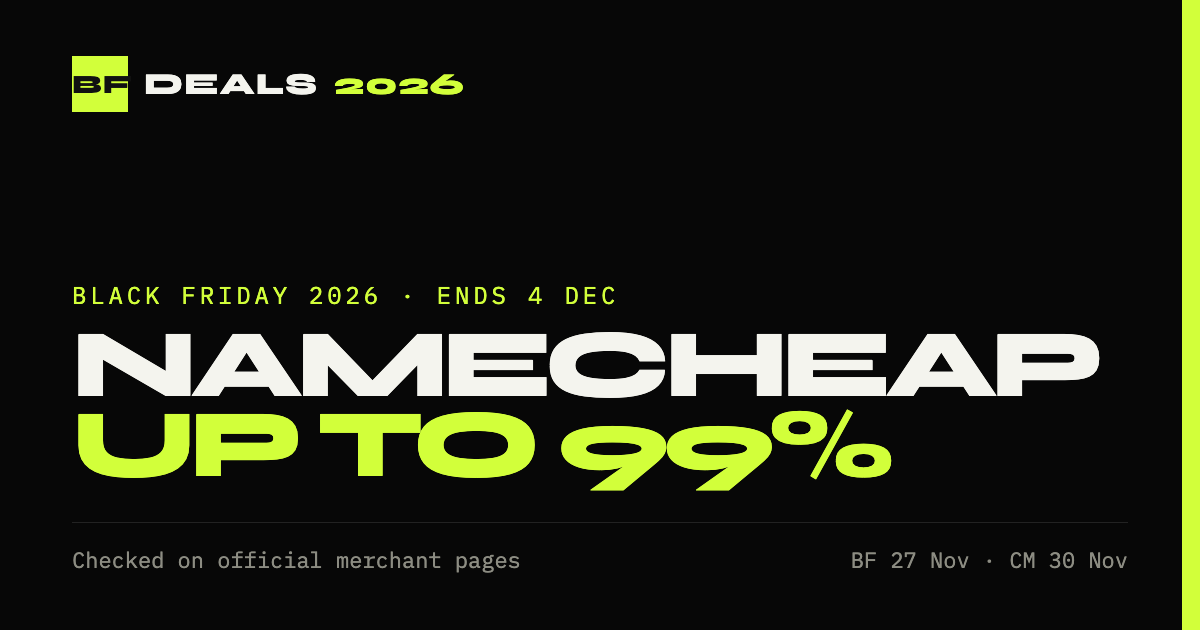 BF DEALS 2026
BLACK FRIDAY 2026 · ENDS 4 DEC
NAMECHEAP
UP TO 99%
Checked on official merchant pages
BF 27 Nov · CM 30 Nov